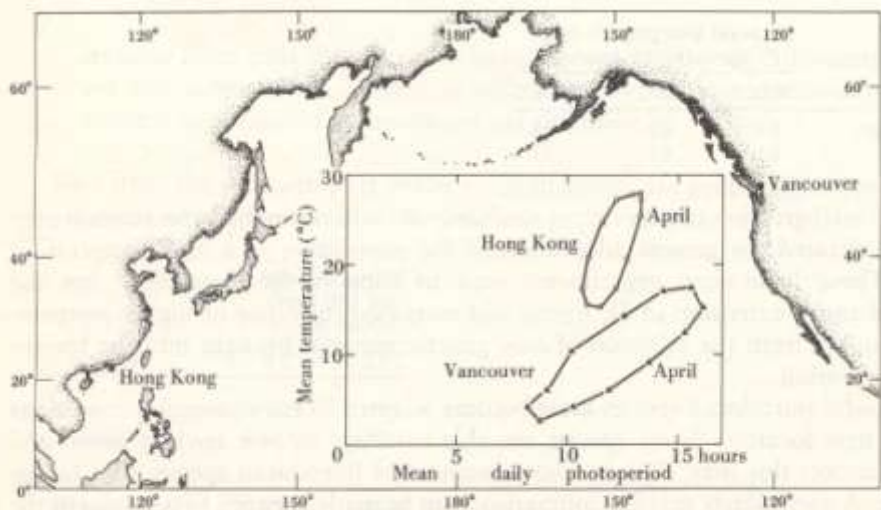 120° 150° 180° 150° 120°
60° 60°
40° 40°
20° 20°
0° 0°
Vancouver
Hong Kong
30
20
10
0
Mean temperature (°C)
Hong Kong
April
Vancouver
April
0 5 10 15 hours
Mean daily photoperiod
120° 150° 180° 150° 120°